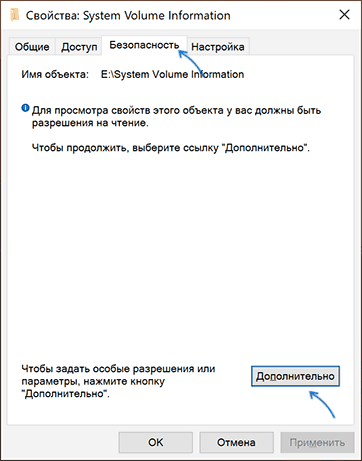 Свойства: System Volume Information
Общие Доступ Безопасность Настройка
Имя объекта: E:\System Volume Information
Для просмотра свойств этого объекта у вас должны быть
разрешения на чтение.
Чтобы продолжить, выберите ссылку "Дополнительно".
Чтобы задать особые разрешения или
параметры, нажмите кнопку
"Дополнительно".
Дополнительно
OK Отмена Применить